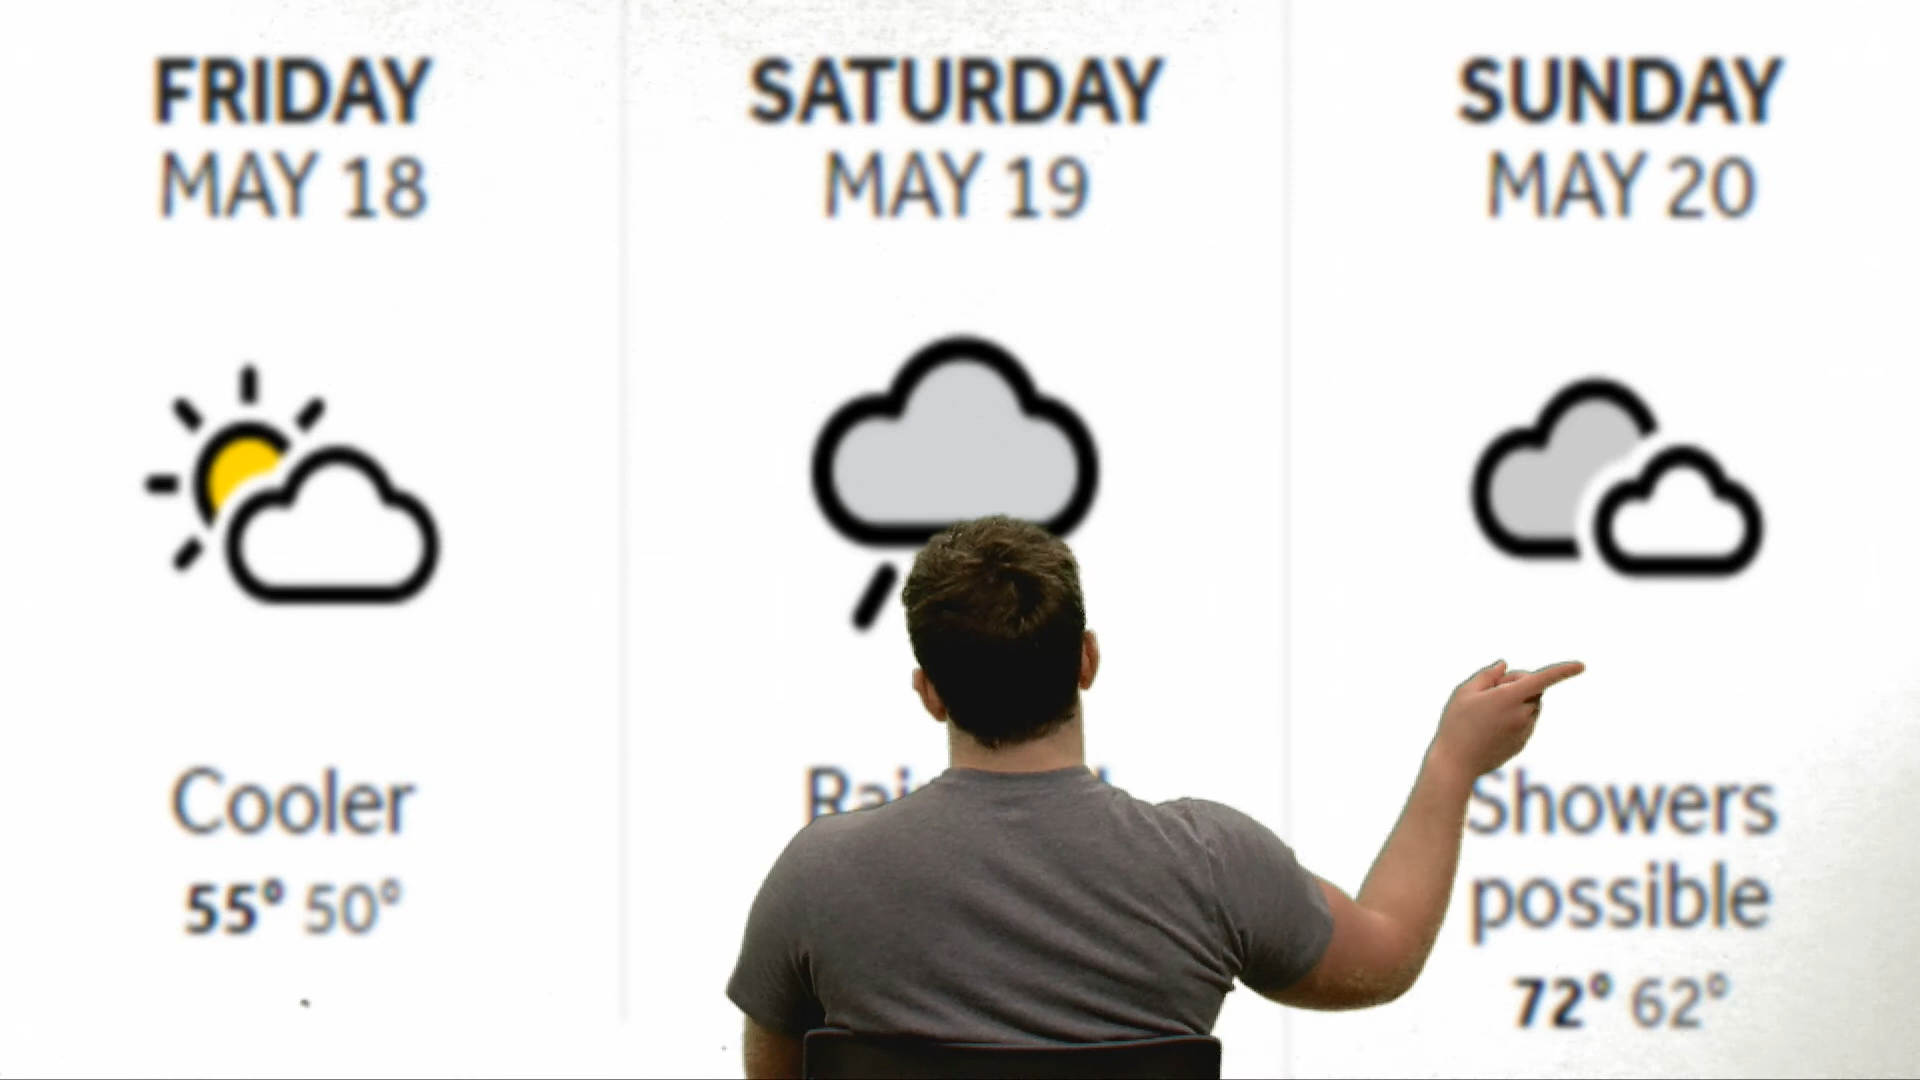 FRIDAY
MAY 18
Cooler
55° 50°
SATURDAY
MAY 19
SUNDAY
MAY 20
Showers
possible
72° 62°